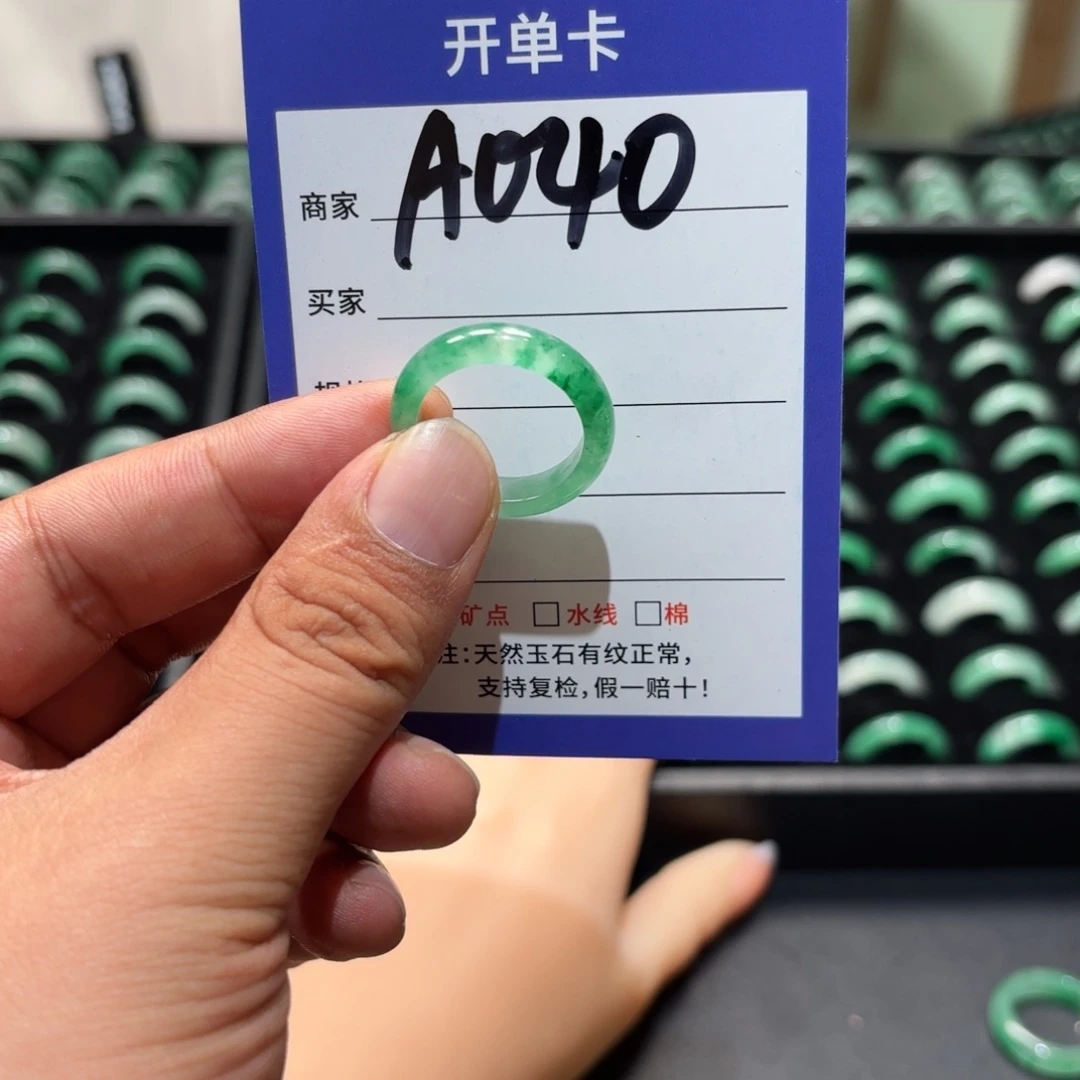 开单卡
商家 A040
买家
矿点 □水线 □棉
注:天然玉石有纹正常,
支持复检,假一赔十!